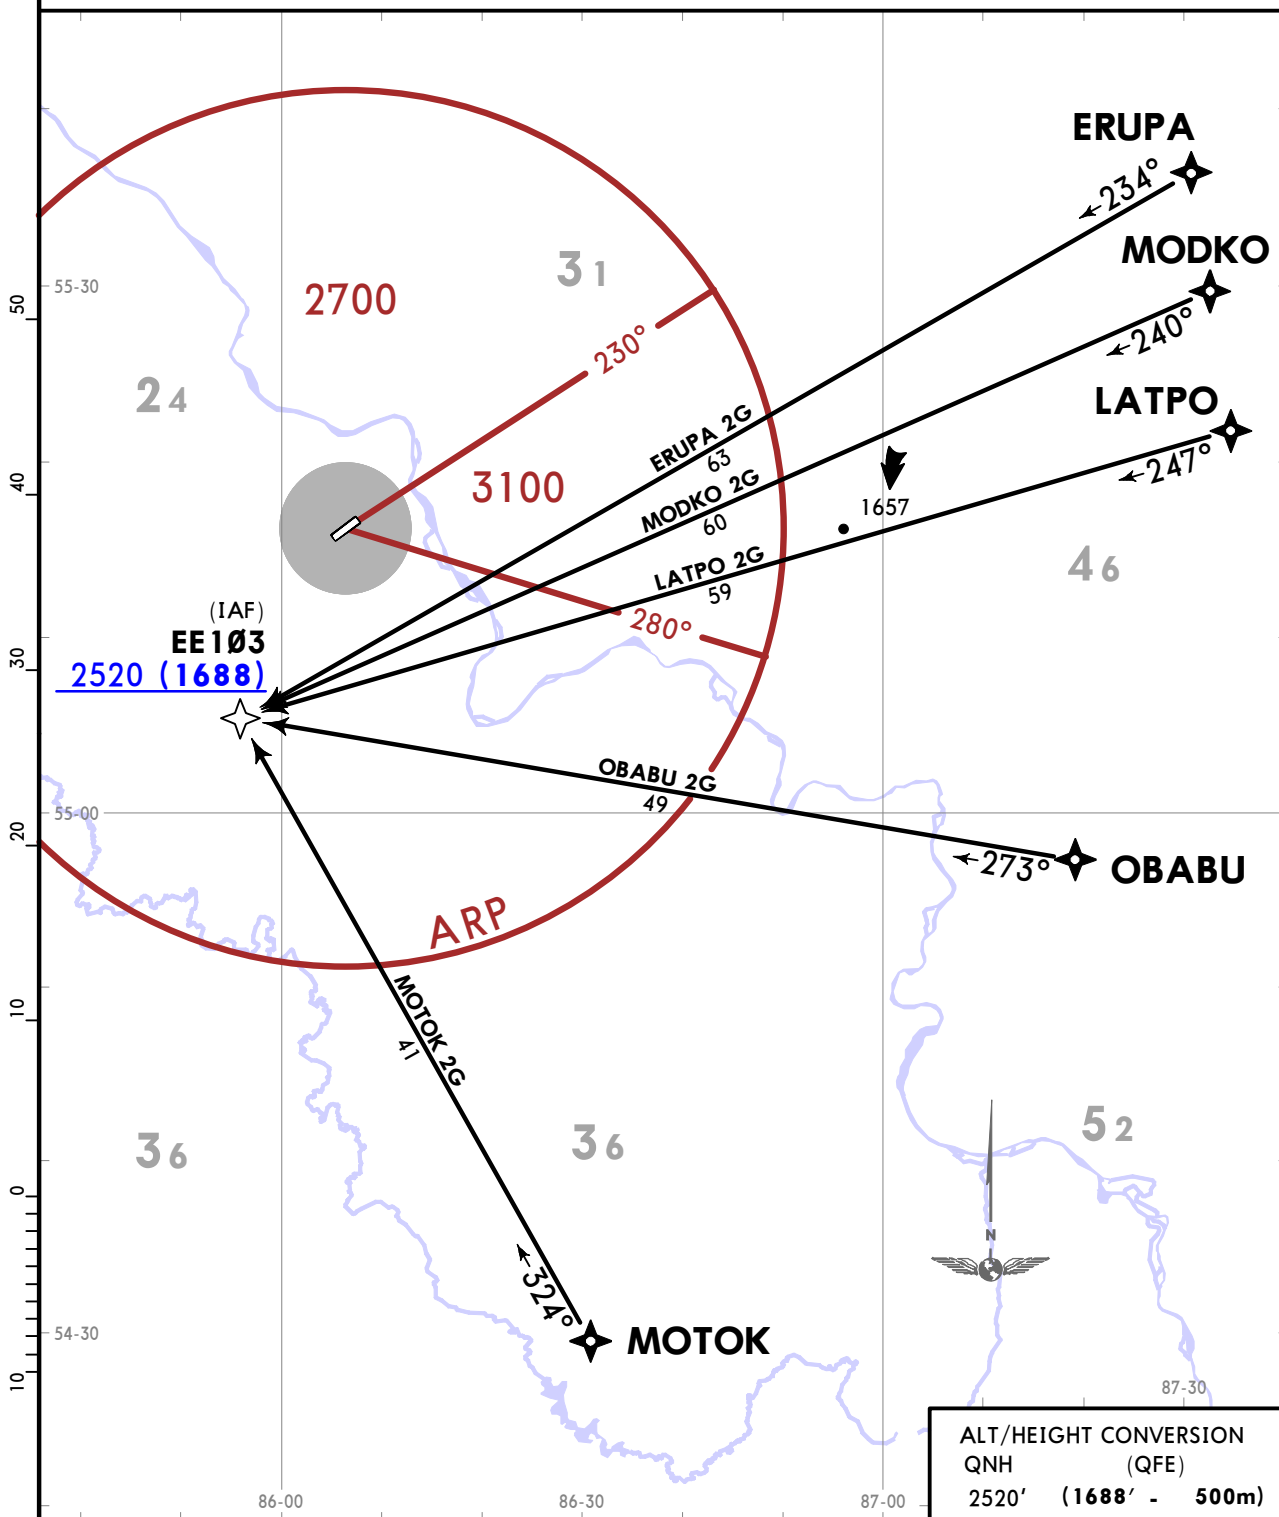 ERUPA
←234°
MODKO
←240°
31
55-30
2700
230°
LATPO
←247°
24
ERUPA 2G
63
3100
MODKO 2G
60
1657
LATPO 2G
59
46
(IAF)
EE1Ø3
2520 (1688)
280°
OBABU 2G
49
55-00
←273°
OBABU
ARP
MOTOK 2G
41
36
36
52
N
←324°
MOTOK
54-30
87-30
86-00
86-30
87-00
50
40
30
20
10
0
10
ALT/HEIGHT CONVERSION
QNH (QFE)
2520' (1688' - 500m)